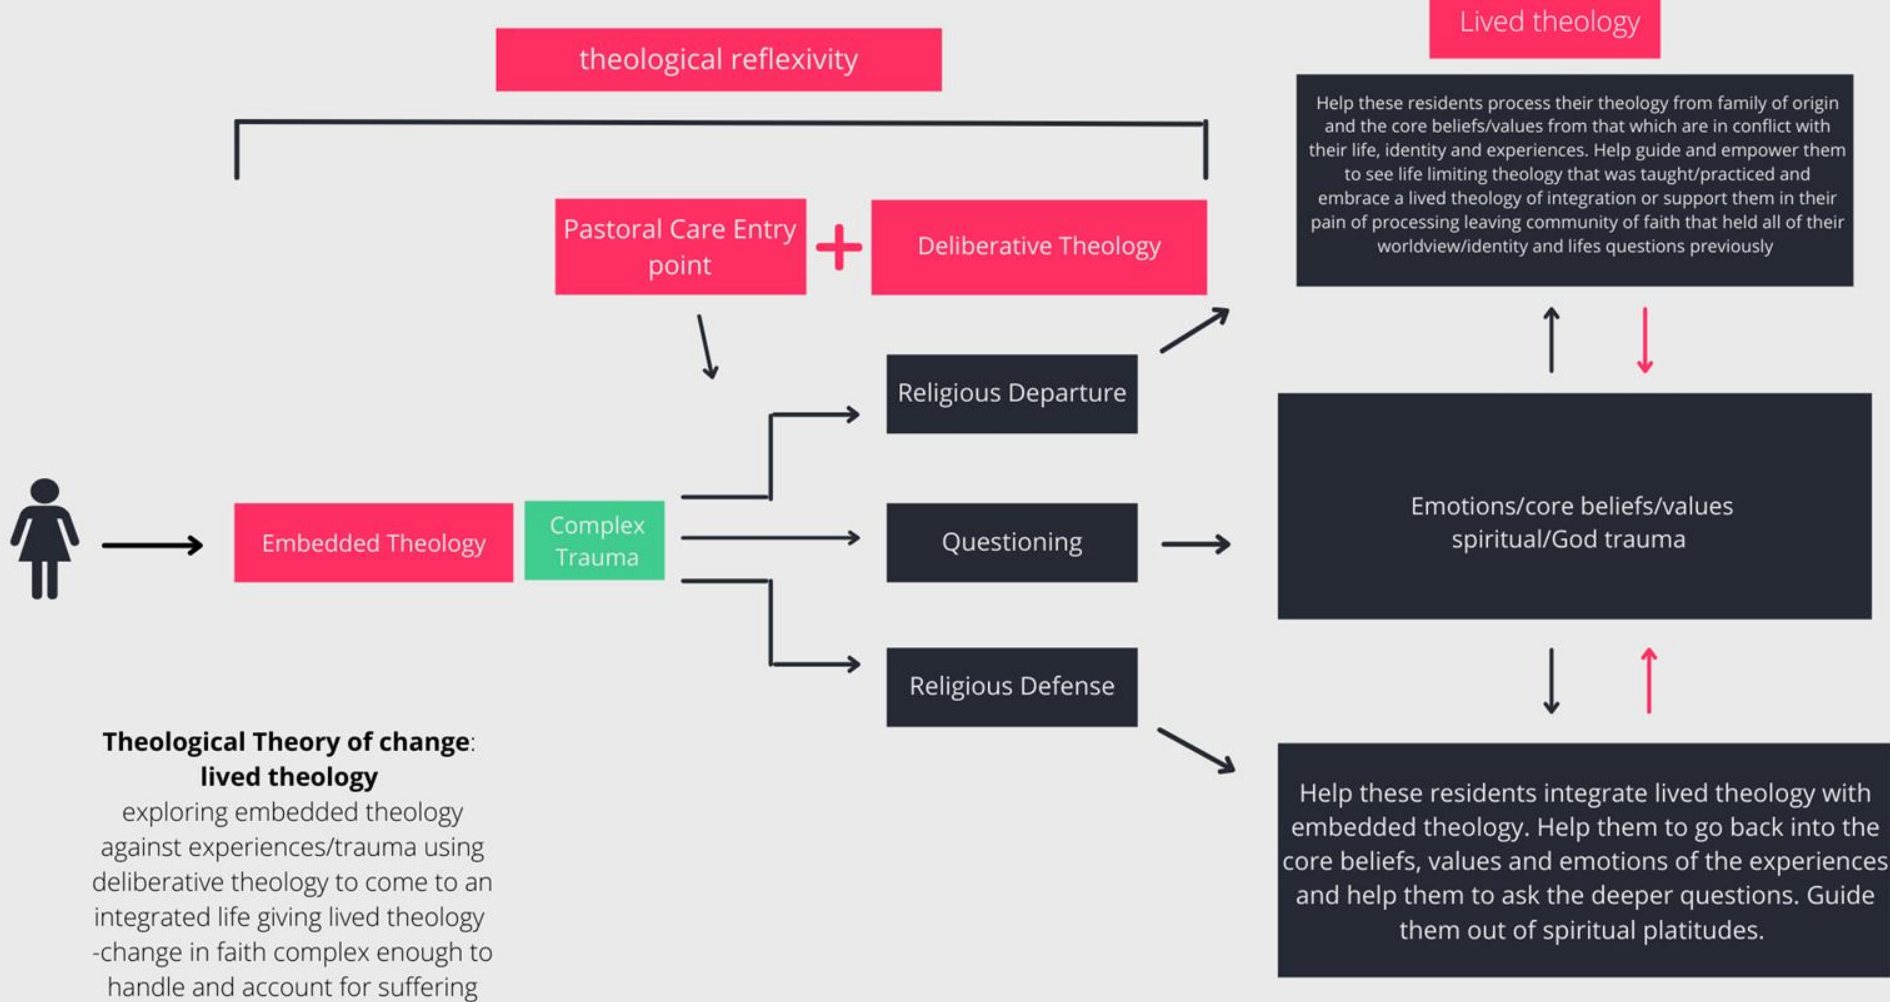 theological reflexivity
Lived theology
Help these residents process their theology from family of origin
and the core beliefs/values from that which are in conflict with
their life, identity and experiences. Help guide and empower them
to see life limiting theology that was taught/practiced and
embrace a lived theology of integration or support them in their
pain of processing leaving community of faith that held all of their
worldview/identity and lifes questions previously
Pastoral Care Entry
point
+
Deliberative Theology
Religious Departure
Embedded Theology
Complex
Trauma
Questioning
Emotions/core beliefs/values
spiritual/God trauma
Religious Defense
Theological Theory of change:
lived theology
exploring embedded theology
against experiences/trauma using
deliberative theology to come to an
integrated life giving lived theology
-change in faith complex enough to
handle and account for suffering
Help these residents integrate lived theology with
embedded theology. Help them to go back into the
core beliefs, values and emotions of the experiences
and help them to ask the deeper questions. Guide
them out of spiritual platitudes.